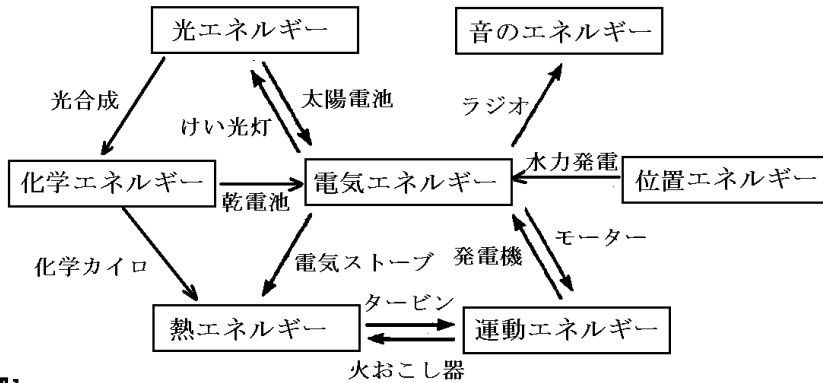 光エネルギー
音のエネルギー
光合成
太陽電池
けい光灯
ラジオ
水力発電
化学エネルギー
電気エネルギー
位置エネルギー
乾電池
化学カイロ
電気ストーブ
発電機
モーター
タービン
熱エネルギー
運動エネルギー
火おこし器